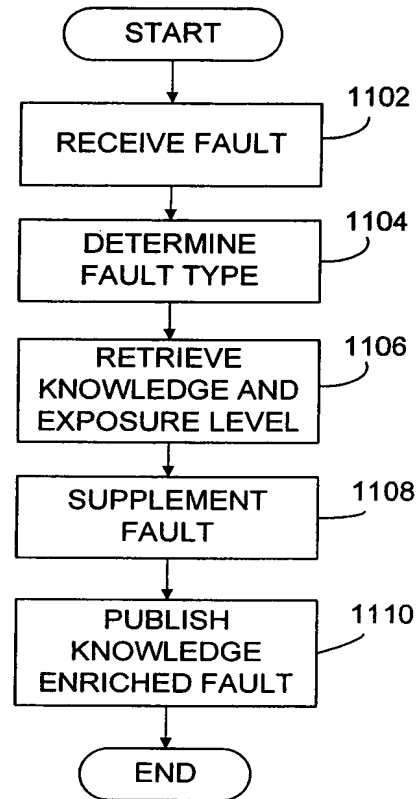 START
1102
RECEIVE FAULT
1104
DETERMINE
FAULT TYPE
1106
RETRIEVE
KNOWLEDGE AND
EXPOSURE LEVEL
1108
SUPPLEMENT
FAULT
1110
PUBLISH
KNOWLEDGE
ENRICHED FAULT
END